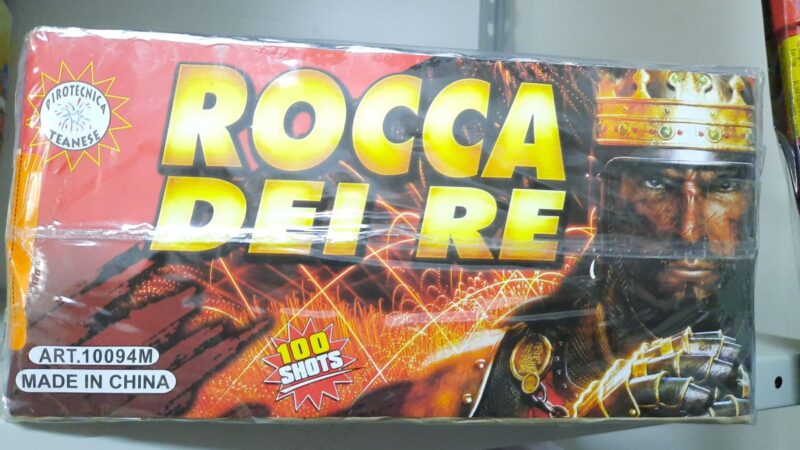 PIROTECNICA
TEANESE
ROCCA
DEI RE
100
SHOTS
ART.10094M
MADE IN CHINA